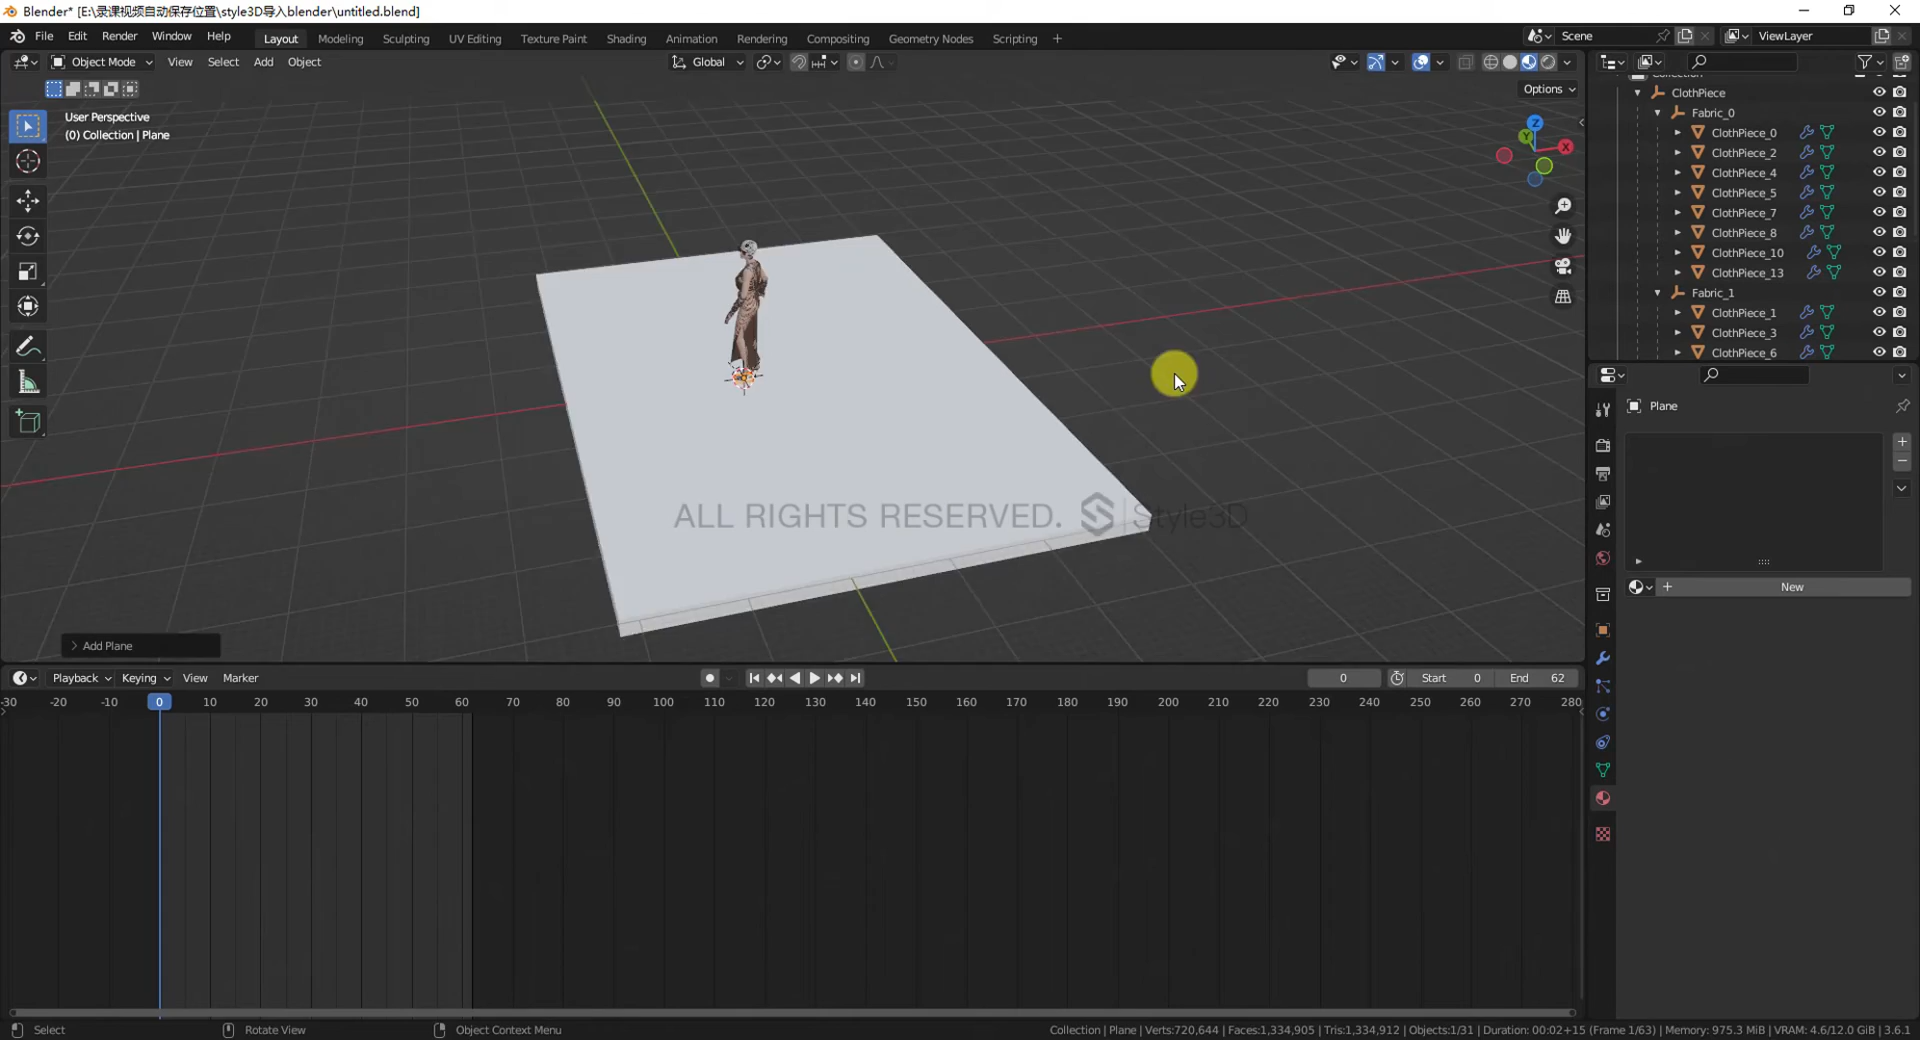 Blender* [E:\录课视频自动保存位置\style3D导入blender\untitled.blend]
File Edit Render Window Help Layout Modeling Sculpting UV Editing Texture Paint Shading Animation Rendering Compositing Geometry Nodes Scripting + Scene ViewLayer
Object Mode View Select Add Object Global
Options
User Perspective
(0) Collection | Plane
Z
Y
X
Collection
ClothPiece
Fabric_0
ClothPiece_0
ClothPiece_2
ClothPiece_4
ClothPiece_5
ClothPiece_7
ClothPiece_8
ClothPiece_10
ClothPiece_13
Fabric_1
ClothPiece_1
ClothPiece_3
ClothPiece_6
Plane
New
ALL RIGHTS RESERVED. Style3D
Add Plane
Playback Keying View Marker 0 Start 0 End 62
-30 -20 -10 0 10 20 30 40 50 60 70 80 90 100 110 120 130 140 150 160 170 180 190 200 210 220 230 240 250 260 270 280
Select Rotate View Object Context Menu Collection | Plane | Verts:720,644 | Faces:1,334,905 | Tris:1,334,912 | Objects:1/31 | Duration: 00:02+15 (Frame 1/63) | Memory: 975.3 MiB | VRAM: 4.6/12.0 GiB | 3.6.1